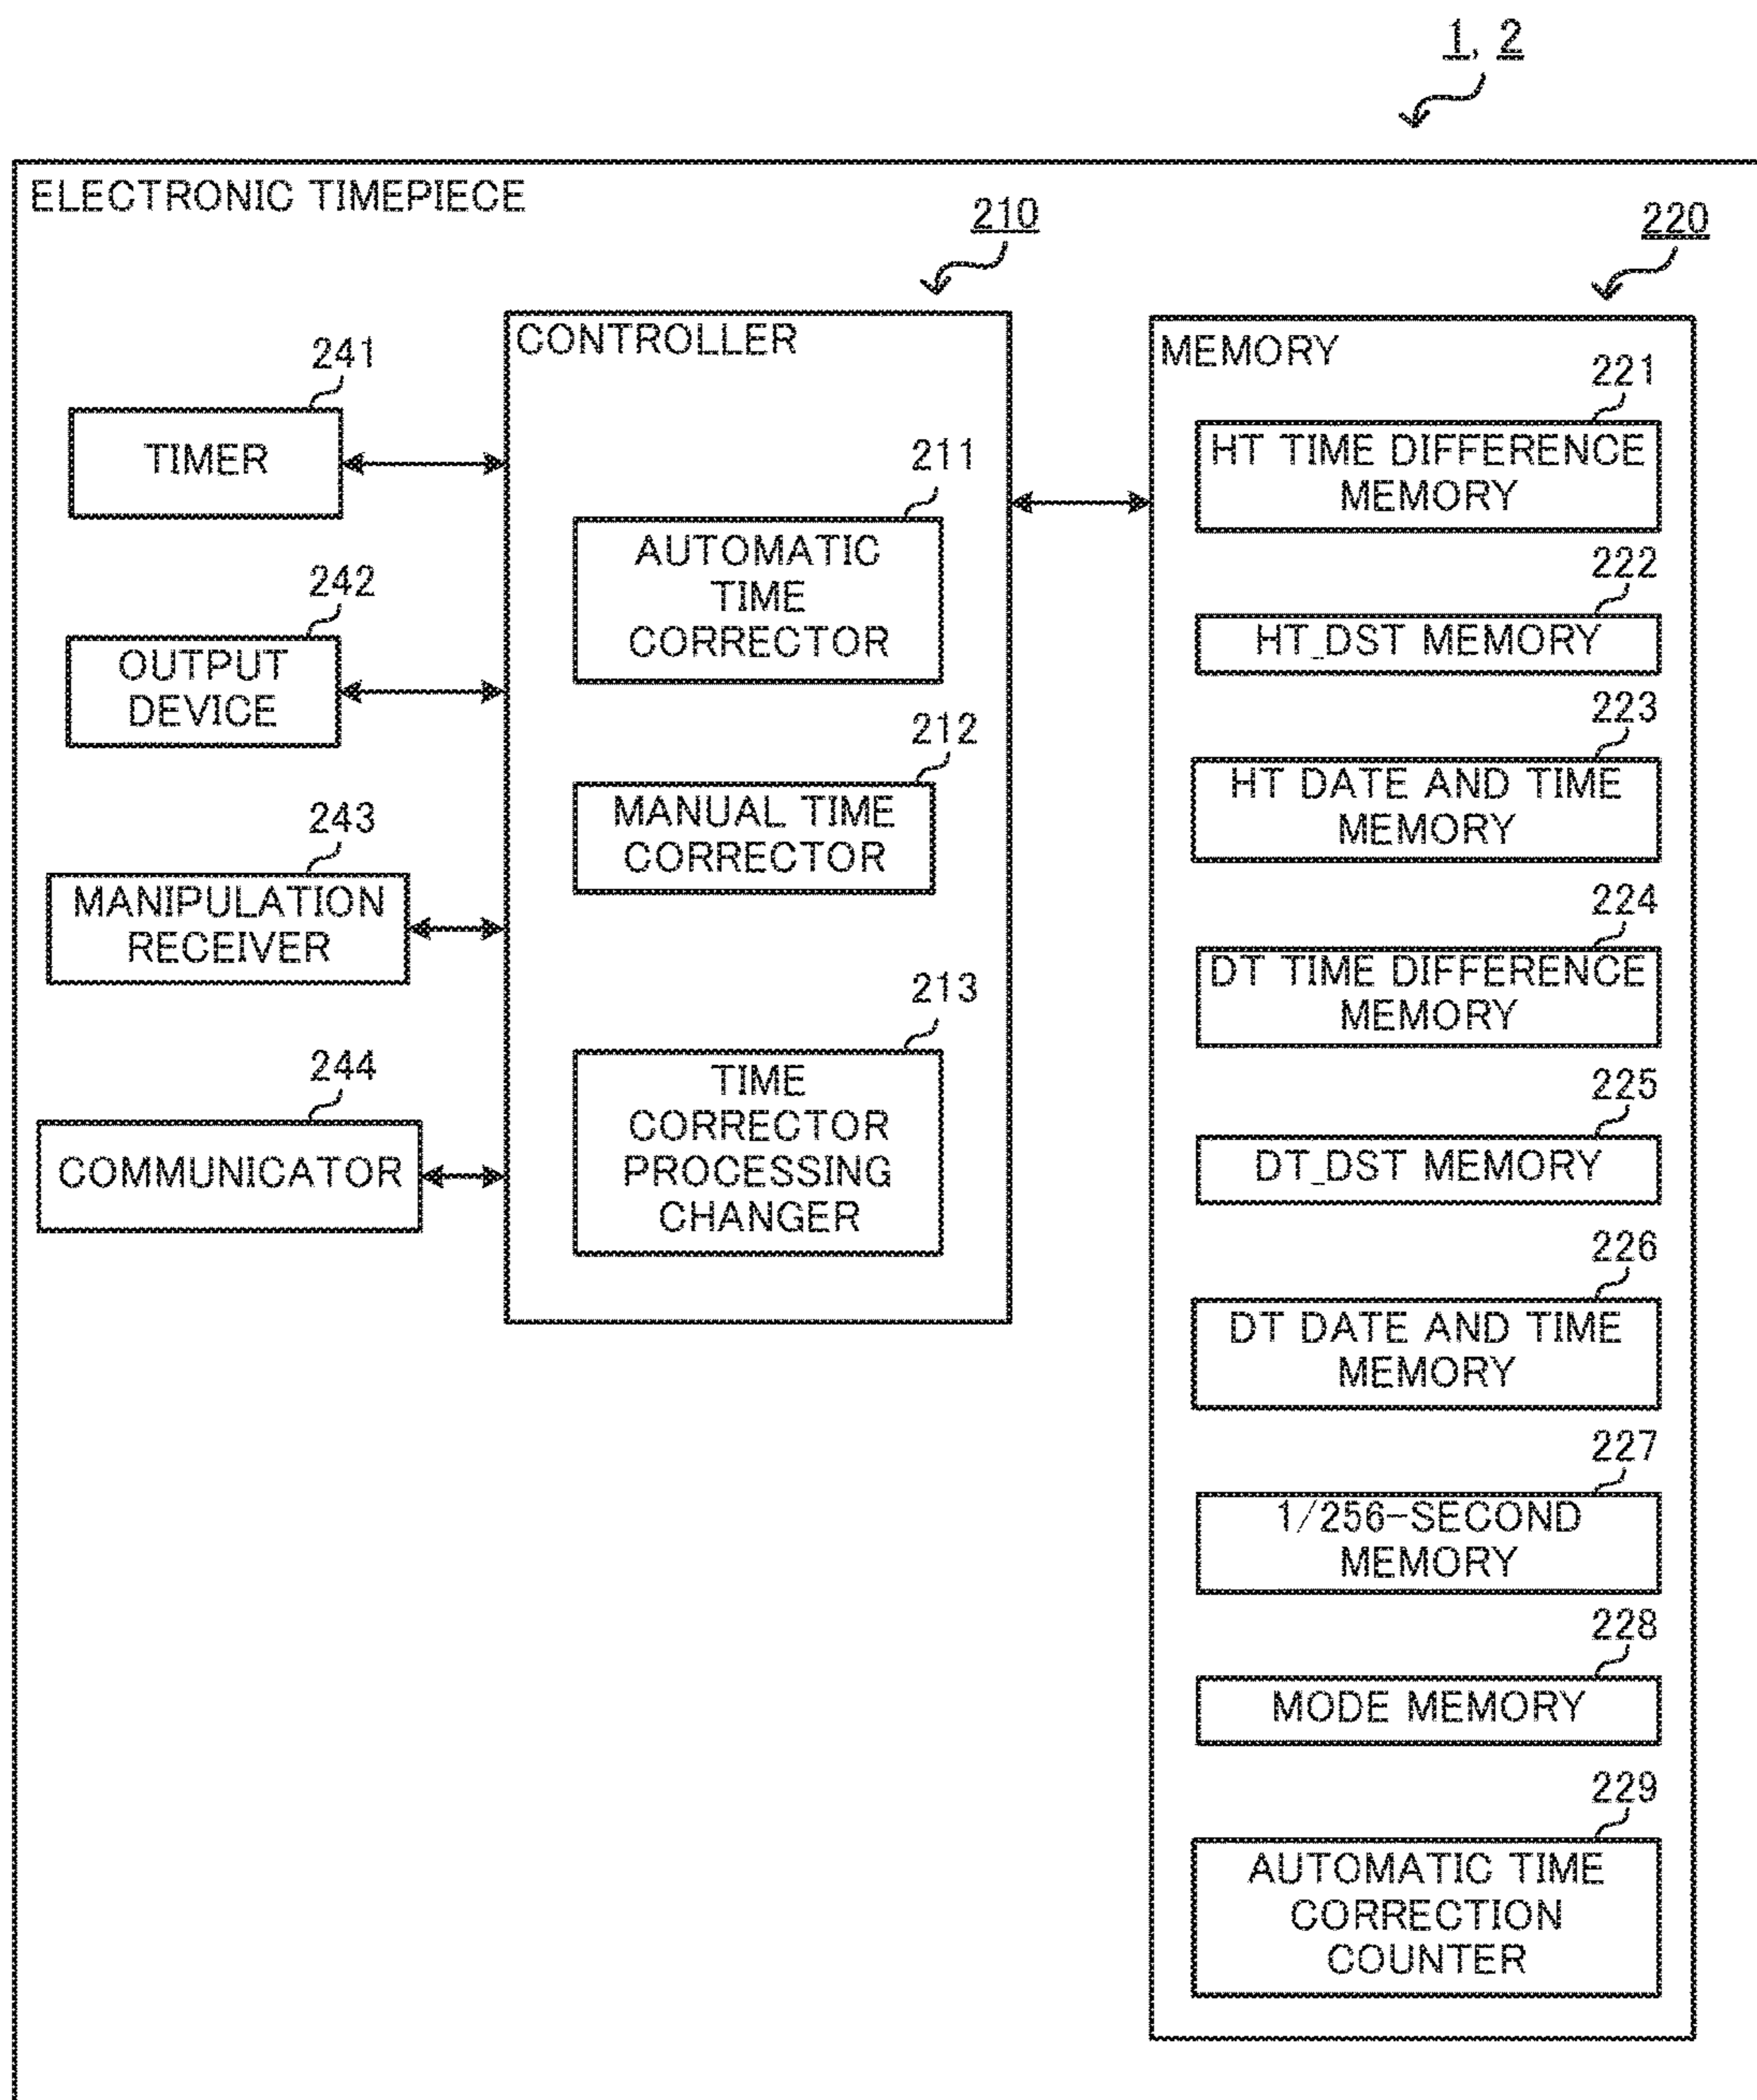 1, 2
ELECTRONIC TIMEPIECE
210
220
241
TIMER
242
OUTPUT
DEVICE
243
MANIPULATION
RECEIVER
244
COMMUNICATOR
CONTROLLER
211
AUTOMATIC
TIME
CORRECTOR
212
MANUAL TIME
CORRECTOR
213
TIME
CORRECTOR
PROCESSING
CHANGER
MEMORY
221
HT TIME DIFFERENCE
MEMORY
222
HT_DST MEMORY
223
HT DATE AND TIME
MEMORY
224
DT TIME DIFFERENCE
MEMORY
225
DT_DST MEMORY
226
DT DATE AND TIME
MEMORY
227
1/256-SECOND
MEMORY
228
MODE MEMORY
229
AUTOMATIC TIME
CORRECTION
COUNTER